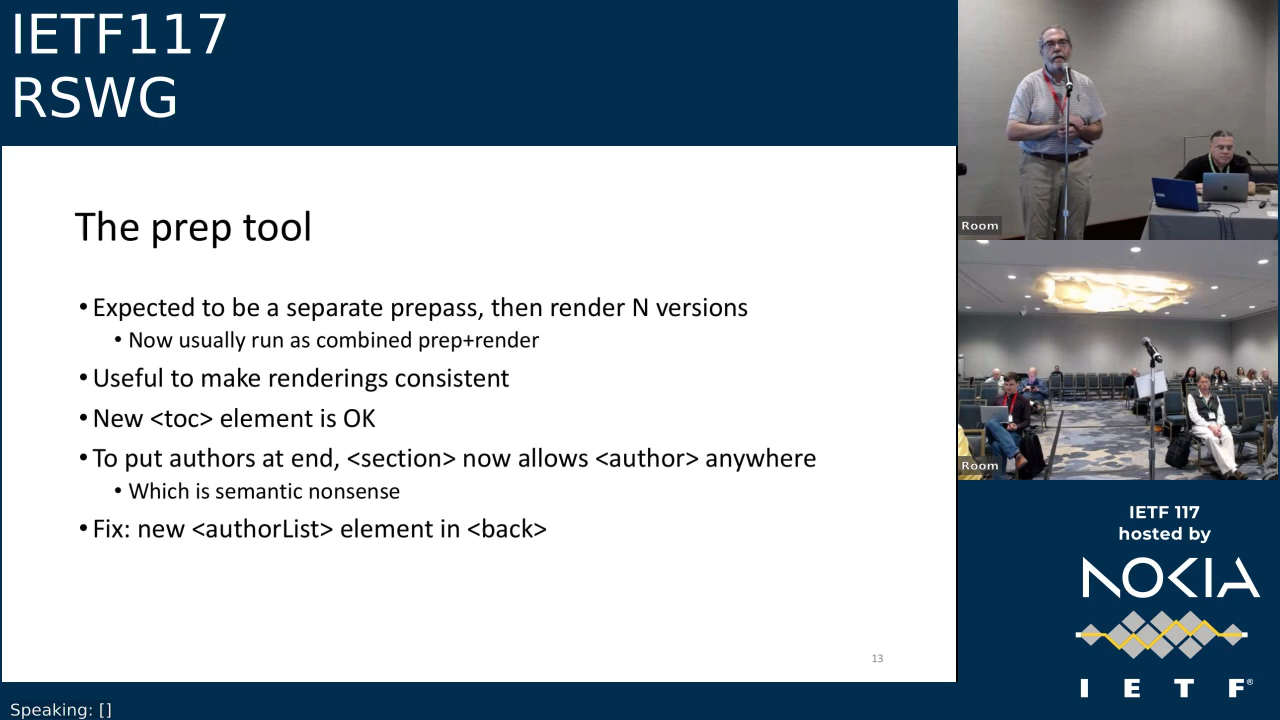 IETF117
RSWG
The prep tool
• Expected to be a separate prepass, then render N versions
• Now usually run as combined prep+render
• Useful to make renderings consistent
• New <toc> element is OK
• To put authors at end, <section> now allows <author> anywhere
• Which is semantic nonsense
• Fix: new <authorList> element in <back>
13
Speaking: []
Room
Room
IETF 117
hosted by
NOKIA
I E T F®